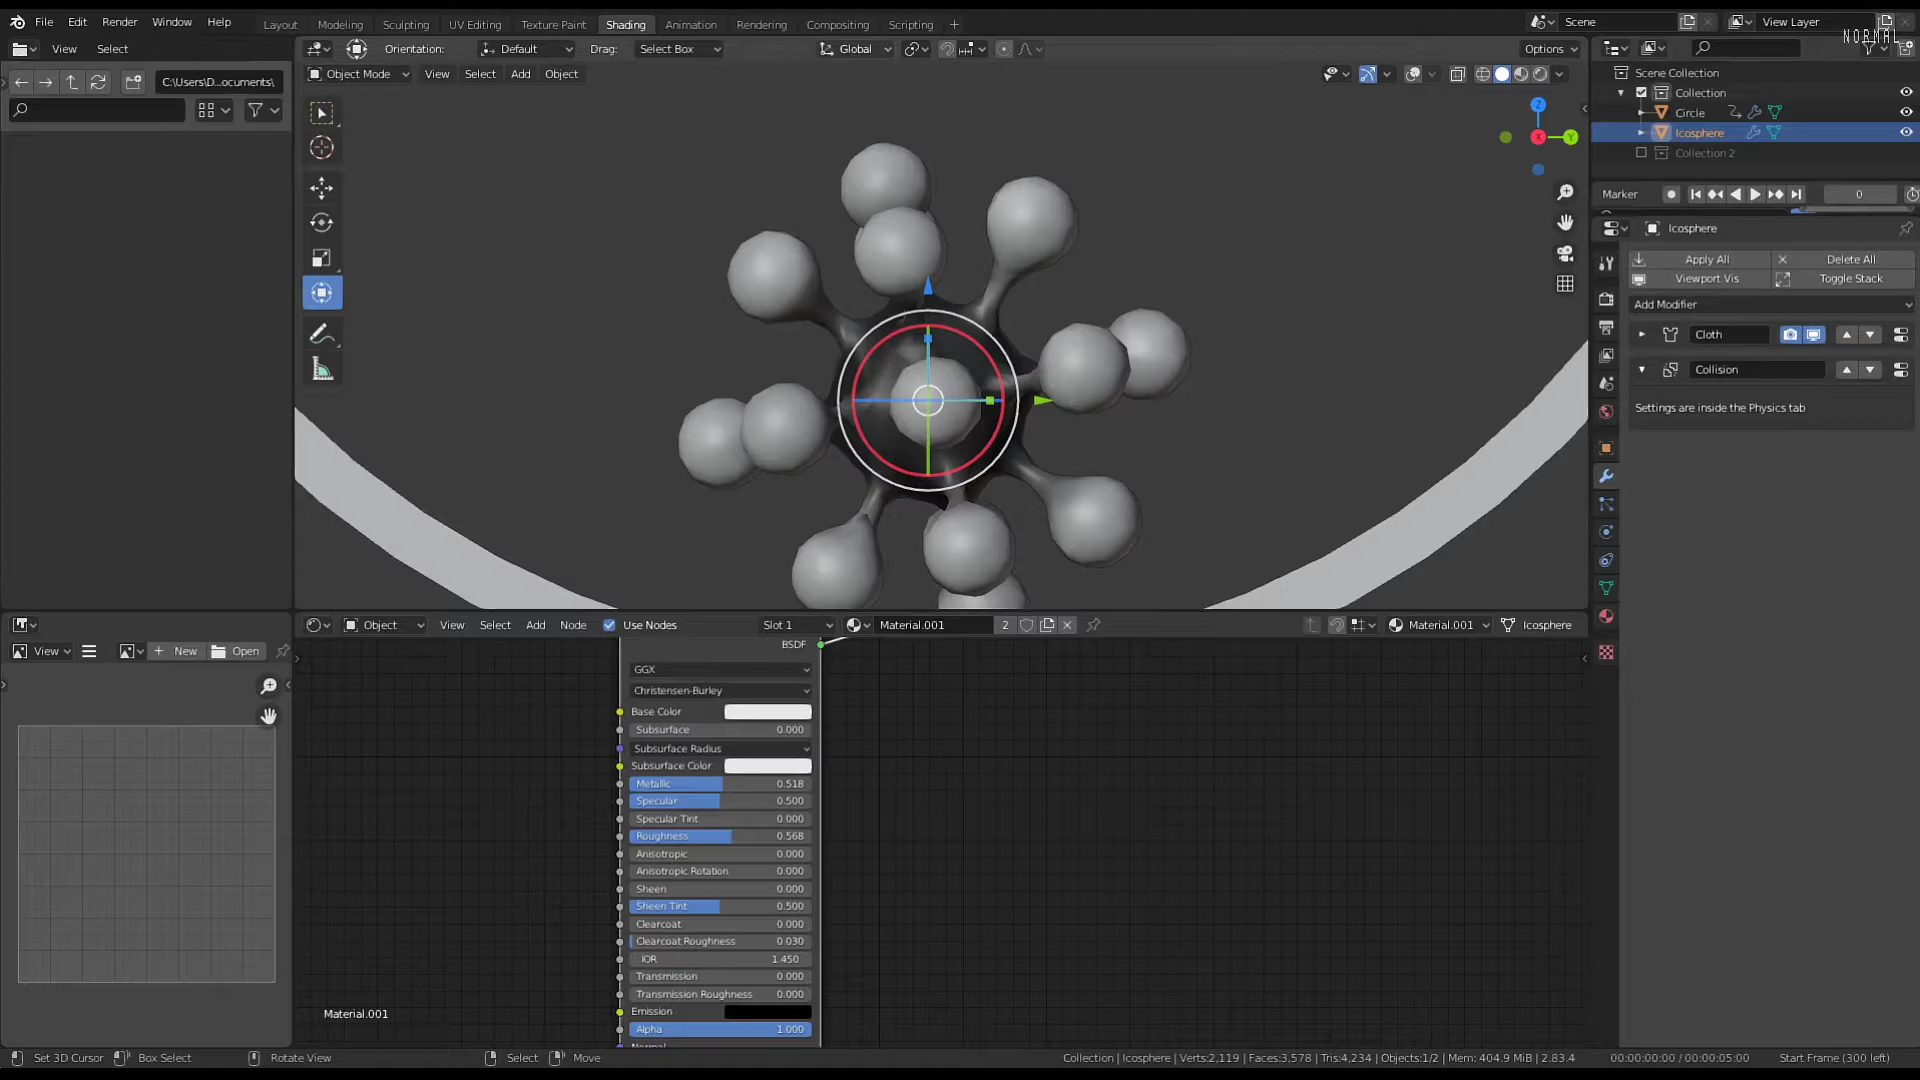 File Edit Render Window Help Layout Modeling Sculpting UV Editing Texture Paint Shading Animation Rendering Compositing Scripting + Scene View Layer
NORMAL
View Select Orientation: Default Drag: Select Box Global Options
Object Mode View Select Add Object
C:\Users\D...ocuments\
Scene Collection
Collection
Circle
Icosphere
Collection 2
Z
X
Y
Marker 0
Icosphere
Apply All Delete All
Viewport Vis Toggle Stack
Add Modifier
Cloth
Collision
Settings are inside the Physics tab
Object View Select Add Node Use Nodes Slot 1 Material.001 2 Material.001 Icosphere
View New Open
BSDF
GGX
Christensen-Burley
Base Color
Subsurface 0.000
Subsurface Radius
Subsurface Color
Metallic 0.518
Specular 0.500
Specular Tint 0.000
Roughness 0.568
Anisotropic 0.000
Anisotropic Rotation 0.000
Sheen 0.000
Sheen Tint 0.500
Clearcoat 0.000
Clearcoat Roughness 0.030
IOR 1.450
Transmission 0.000
Transmission Roughness 0.000
Emission
Alpha 1.000
Normal
Material.001
Set 3D Cursor Box Select Rotate View Select Move Collection | Icosphere | Verts:2,119 | Faces:3,578 | Tris:4,234 | Objects:1/2 | Mem: 404.9 MiB | 2.83.4 00:00:00:00 / 00:00:05:00 Start Frame (300 left)